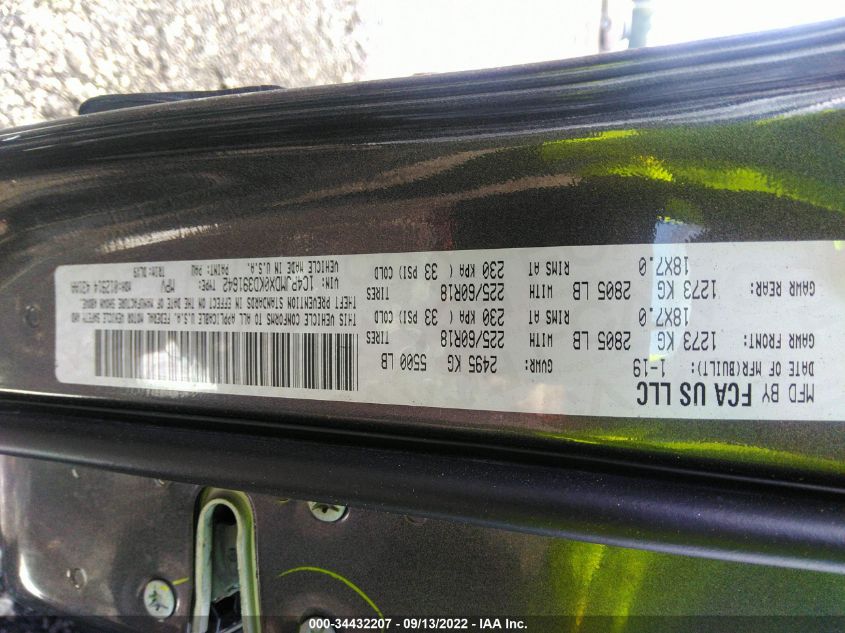 MFD BY FCA US LLC
DATE OF MFR(BUILT): 1-19 GVWR: 2495 KG 5500 LB
GAWR FRONT: 1273 KG 2805 LB WITH 225/60R18 TIRES
RIMS AT 18X7.0 230 KPA ( 33 PSI) COLD
GAWR REAR: 1273 KG 2805 LB WITH 225/60R18 TIRES
RIMS AT 18X7.0 230 KPA ( 33 PSI) COLD
THIS VEHICLE CONFORMS TO ALL APPLICABLE U.S.A. FEDERAL MOTOR VEHICLE SAFETY AND
THEFT PREVENTION STANDARDS IN EFFECT ON THE DATE OF MANUFACTURE SHOWN ABOVE.
VIN: 1C4PJMDX0KD391842 TYPE: MPV
VEHICLE MADE IN U.S.A. PAINT: PAU TRIM: DLX9
000-34432207 - 09/13/2022 - IAA Inc.